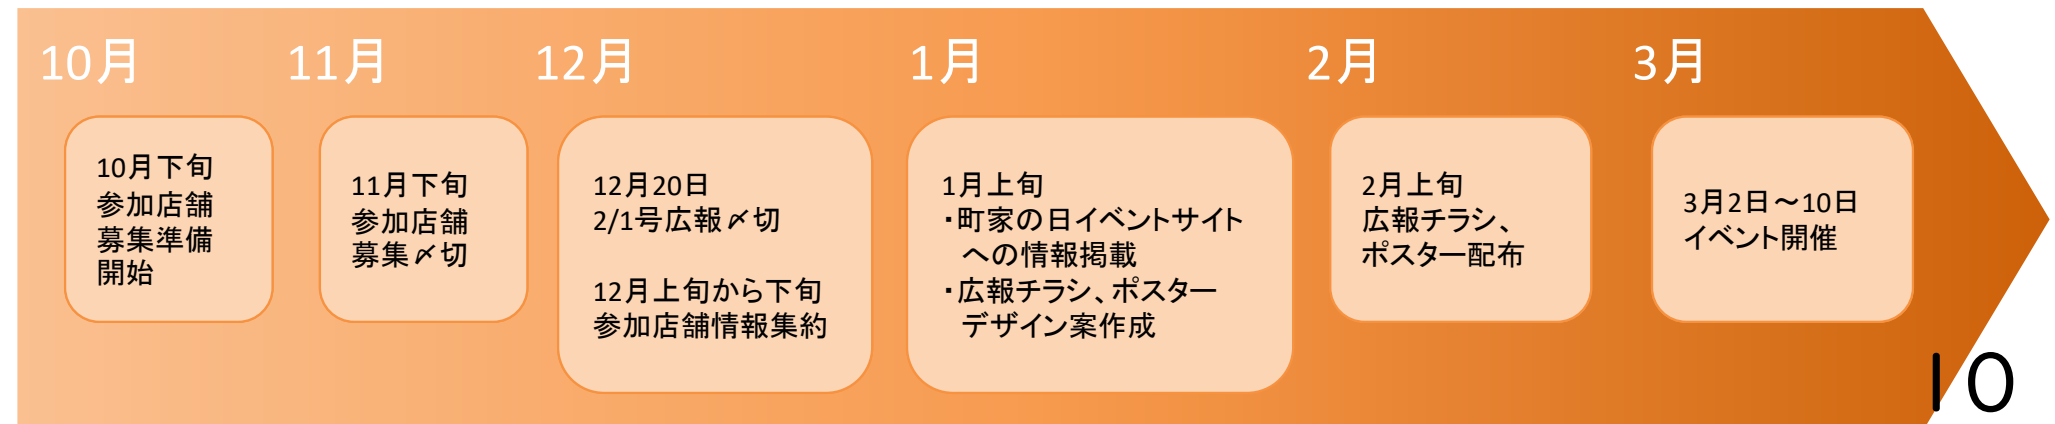 10月
11月
12月
1月
2月
3月
10月下旬
参加店舗
募集準備
開始
11月下旬
参加店舗
募集〆切
12月20日
2/1号広報〆切
12月上旬から下旬
参加店舗情報集約
1月上旬
・町家の日イベントサイト
への情報掲載
・広報チラシ、ポスター
デザイン案作成
2月上旬
広報チラシ、
ポスター配布
3月2日～10日
イベント開催
10